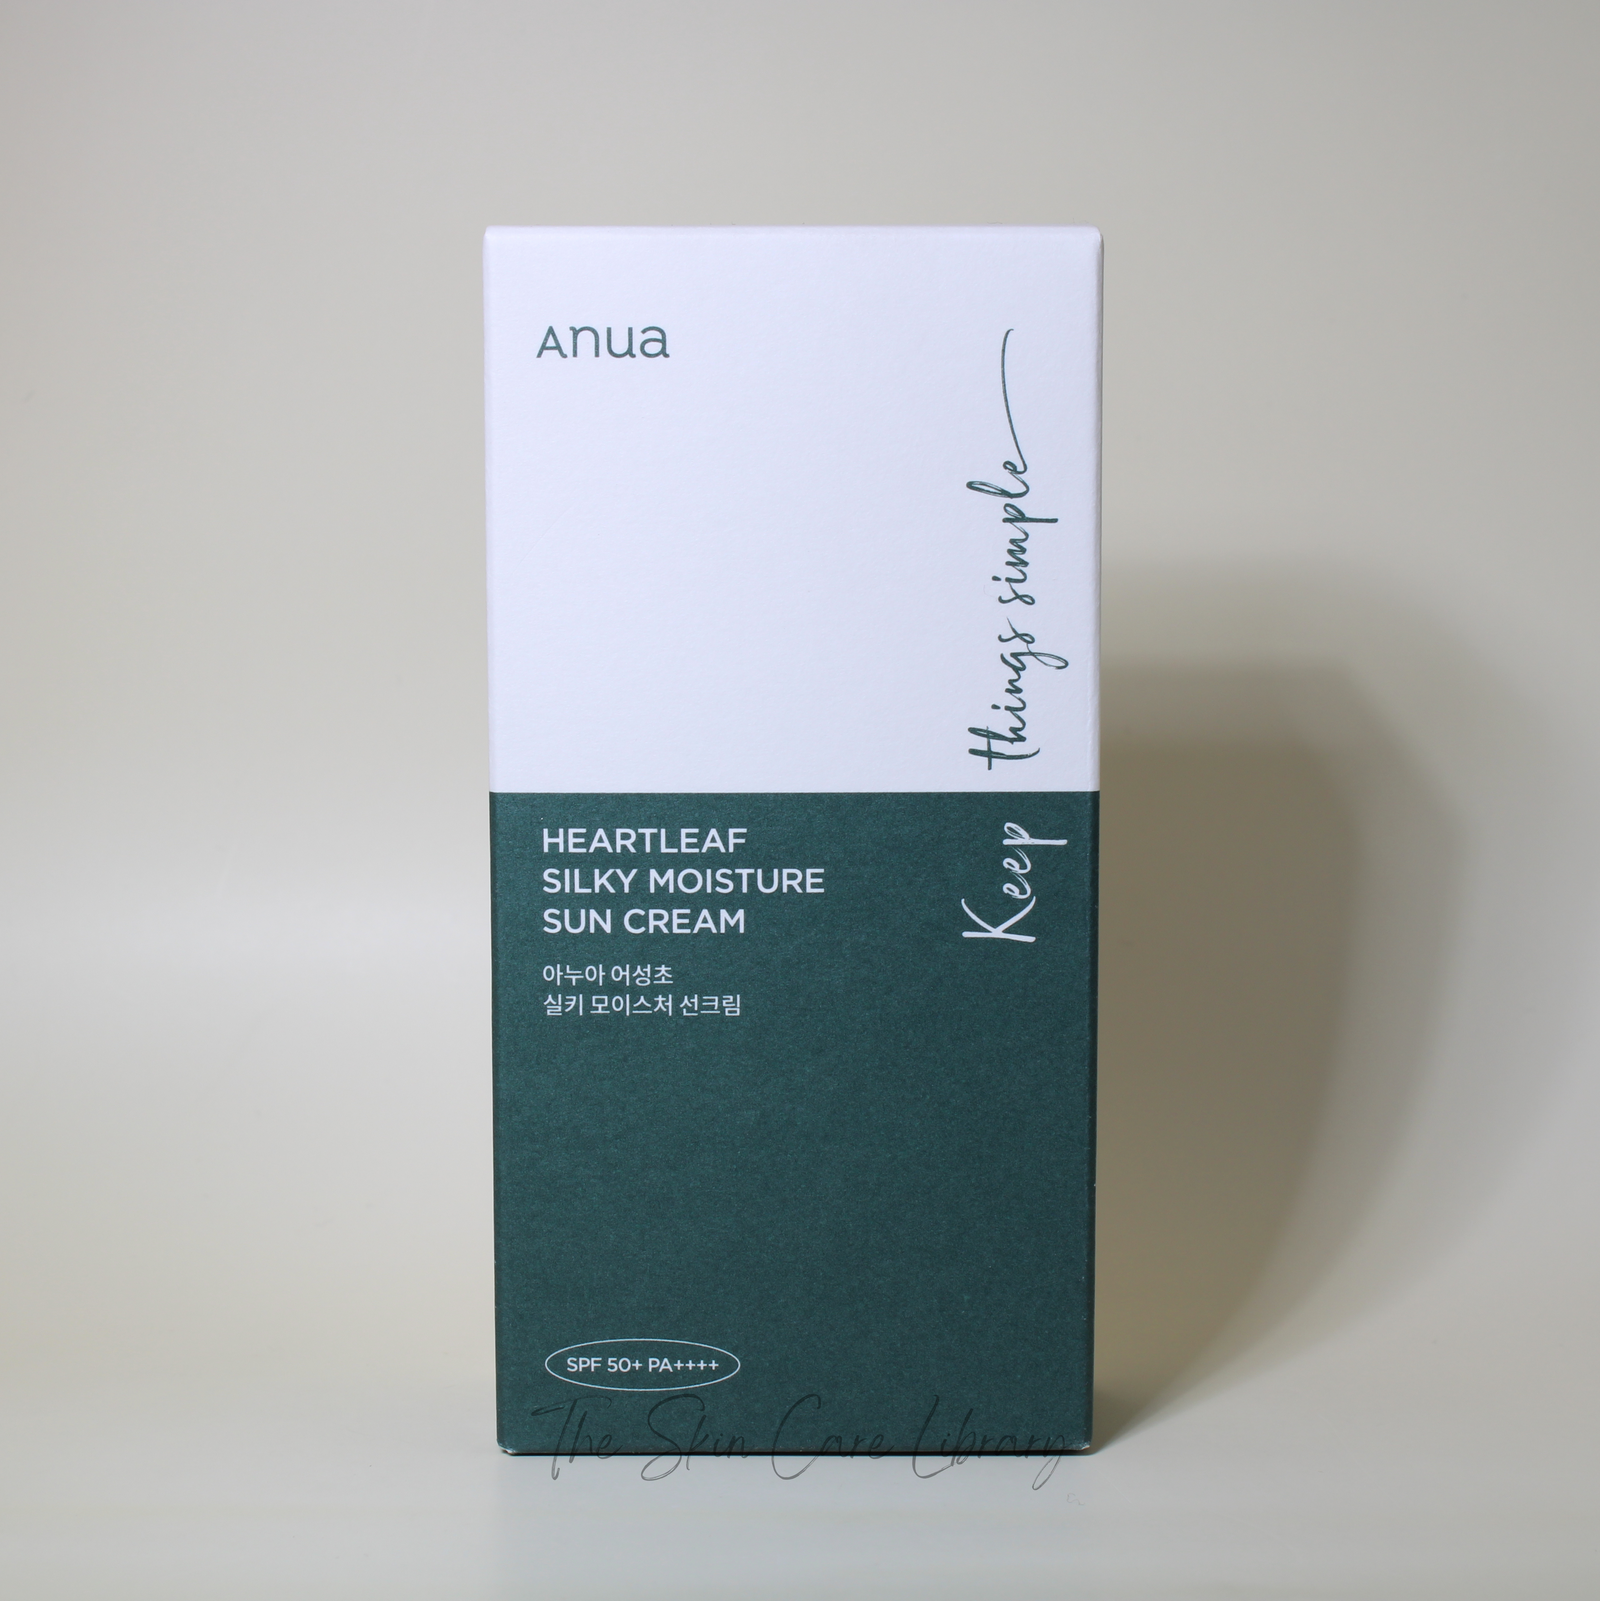 Anua
Keep things simple
HEARTLEAF
SILKY MOISTURE
SUN CREAM
아누아 어성초
실키 모이스처 선크림
SPF 50+ PA++++
The Skin Care Library